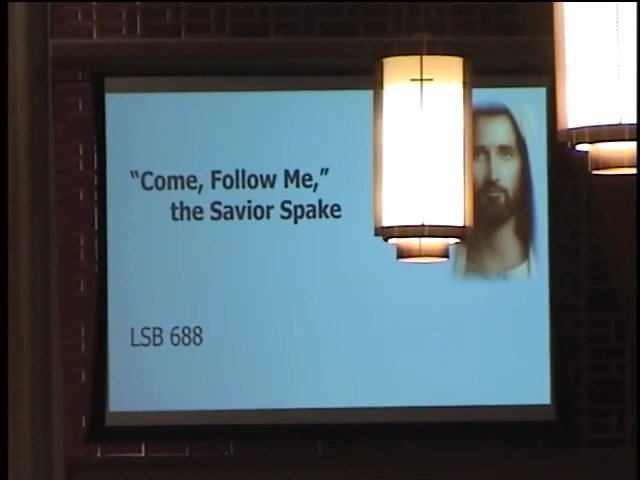 “Come, Follow Me,”
the Savior Spake
LSB 688